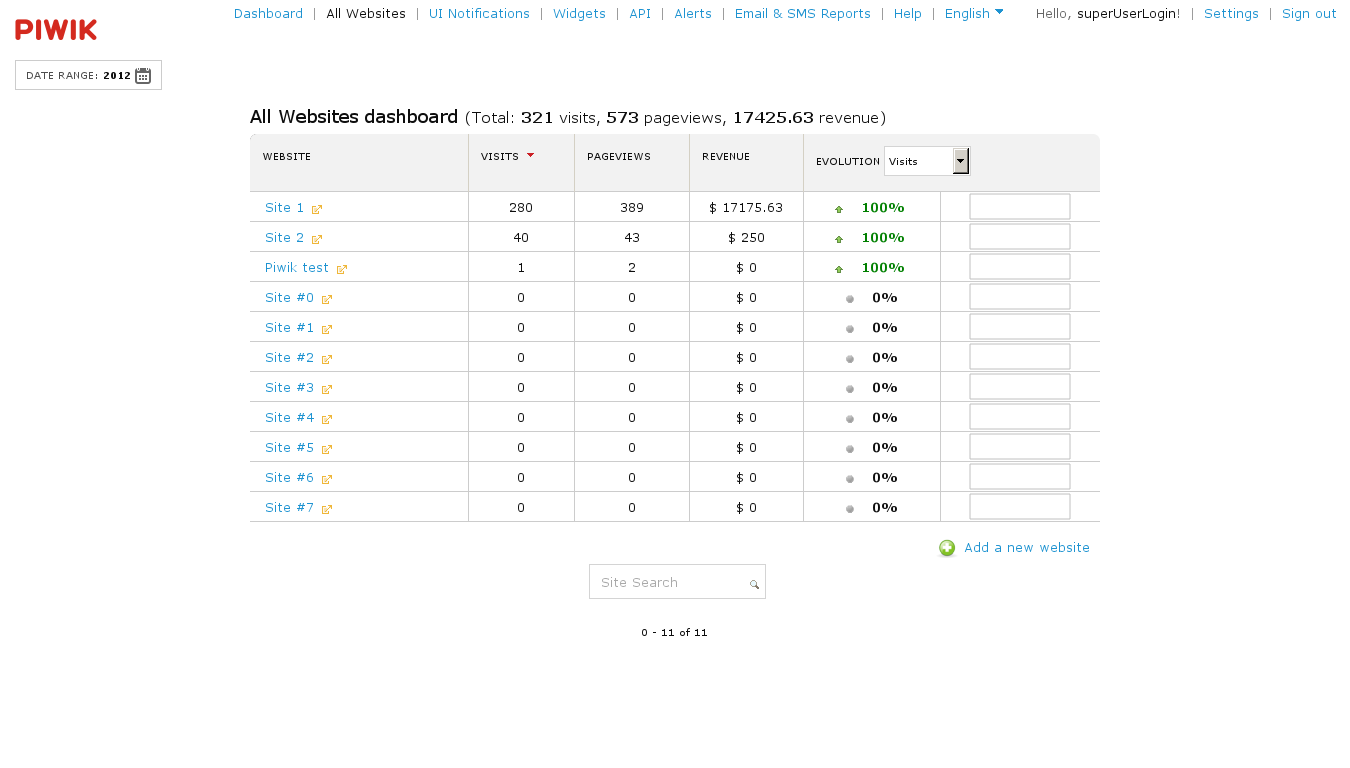 PIWIK
Dashboard | All Websites | UI Notifications | Widgets | API | Alerts | Email & SMS Reports | Help | English
Hello, superUserLogin! | Settings | Sign out
DATE RANGE: 2012
All Websites dashboard (Total: 321 visits, 573 pageviews, 17425.63 revenue)
WEBSITE VISITS PAGEVIEWS REVENUE EVOLUTION Visits
Site 1 280 389 $ 17175.63 100%
Site 2 40 43 $ 250 100%
Piwik test 1 2 $ 0 100%
Site #0 0 0 $ 0 0%
Site #1 0 0 $ 0 0%
Site #2 0 0 $ 0 0%
Site #3 0 0 $ 0 0%
Site #4 0 0 $ 0 0%
Site #5 0 0 $ 0 0%
Site #6 0 0 $ 0 0%
Site #7 0 0 $ 0 0%
Add a new website
Site Search
0 - 11 of 11